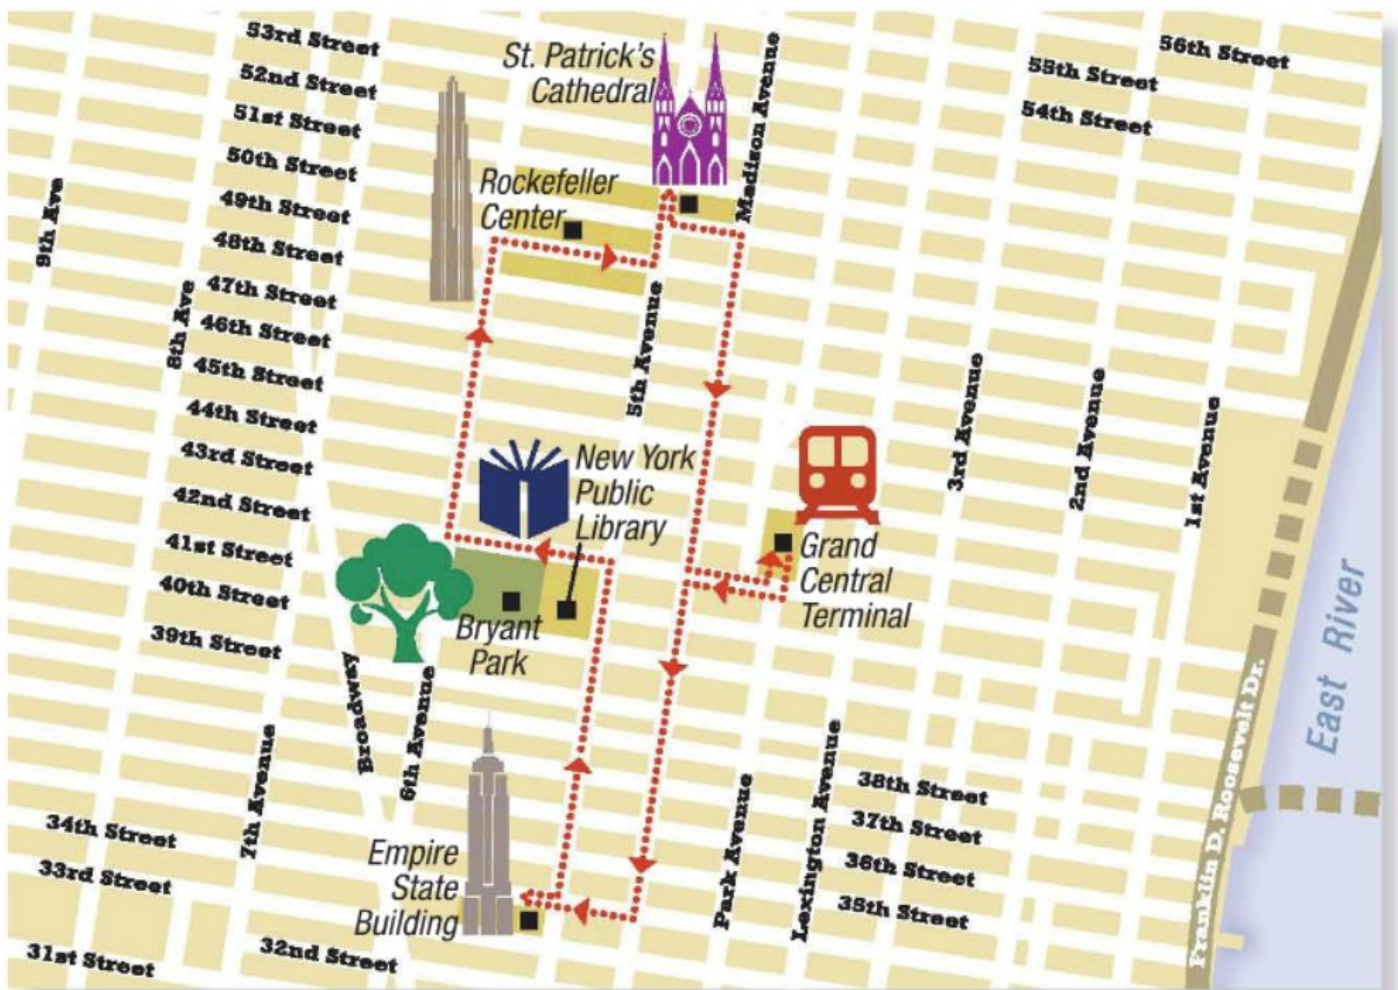 53rd Street
52nd Street
51st Street
50th Street
49th Street
48th Street
47th Street
46th Street
45th Street
44th Street
43rd Street
42nd Street
41st Street
40th Street
39th Street
34th Street
33rd Street
31st Street
32nd Street
9th Ave
8th Ave
7th Avenue
Broadway
6th Avenue
St. Patrick's
Cathedral
Rockefeller
Center
Madison Avenue
5th Avenue
New York
Public
Library
Bryant
Park
Empire
State
Building
Grand
Central
Terminal
Park Avenue
Lexington Avenue
3rd Avenue
2nd Avenue
1st Avenue
56th Street
55th Street
54th Street
38th Street
37th Street
36th Street
35th Street
Franklin D. Roosevelt Dr.
East River